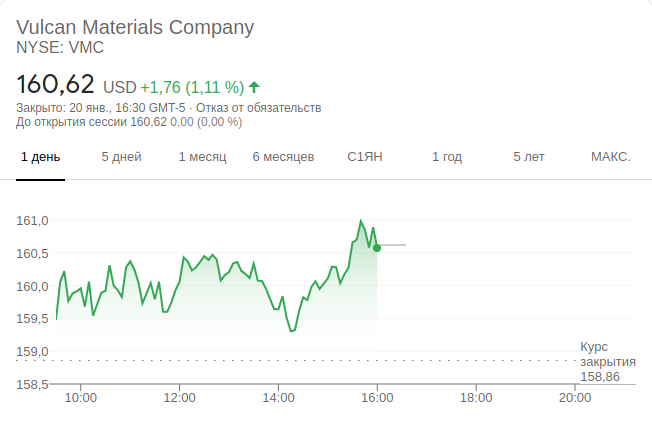 Vulcan Materials Company
NYSE: VMC
160,62 USD +1,76 (1,11 %)
Закрыто: 20 янв., 16:30 GMT-5 · Отказ от обязательств
До открытия сессии 160,62 0,00 (0,00 %)
1 день 5 дней 1 месяц 6 месяцев С1ЯН 1 год 5 лет МАКС.
161,0
160,5
160,0
159,5
159,0
Курс
закрытия
158,86
158,5
10:00 12:00 14:00 16:00 18:00 20:00